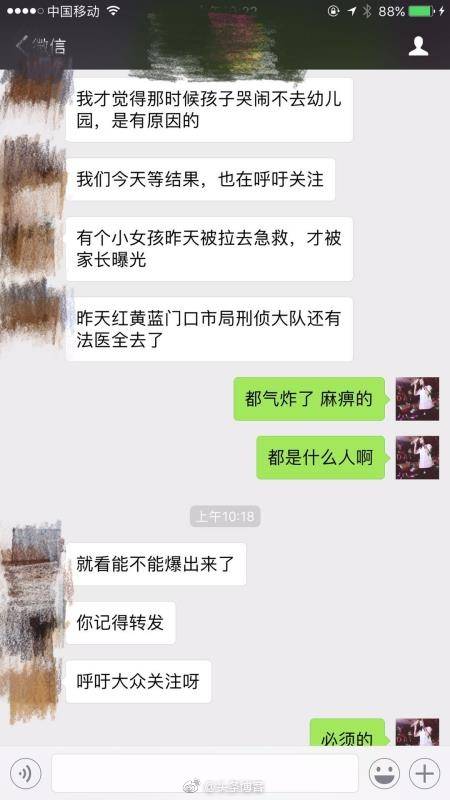 中国移动
88%
微信
我才觉得那时候孩子哭闹不去幼儿
园，是有原因的
我们今天等结果，也在呼吁关注
有个小女孩昨天被拉去急救，才被
家长曝光
昨天红黄蓝门口市局刑侦大队还有
法医全去了
都气炸了 麻痹的
都是什么人啊
上午10:18
就看能不能爆出来了
你记得转发
呼吁大众关注呀
必须的